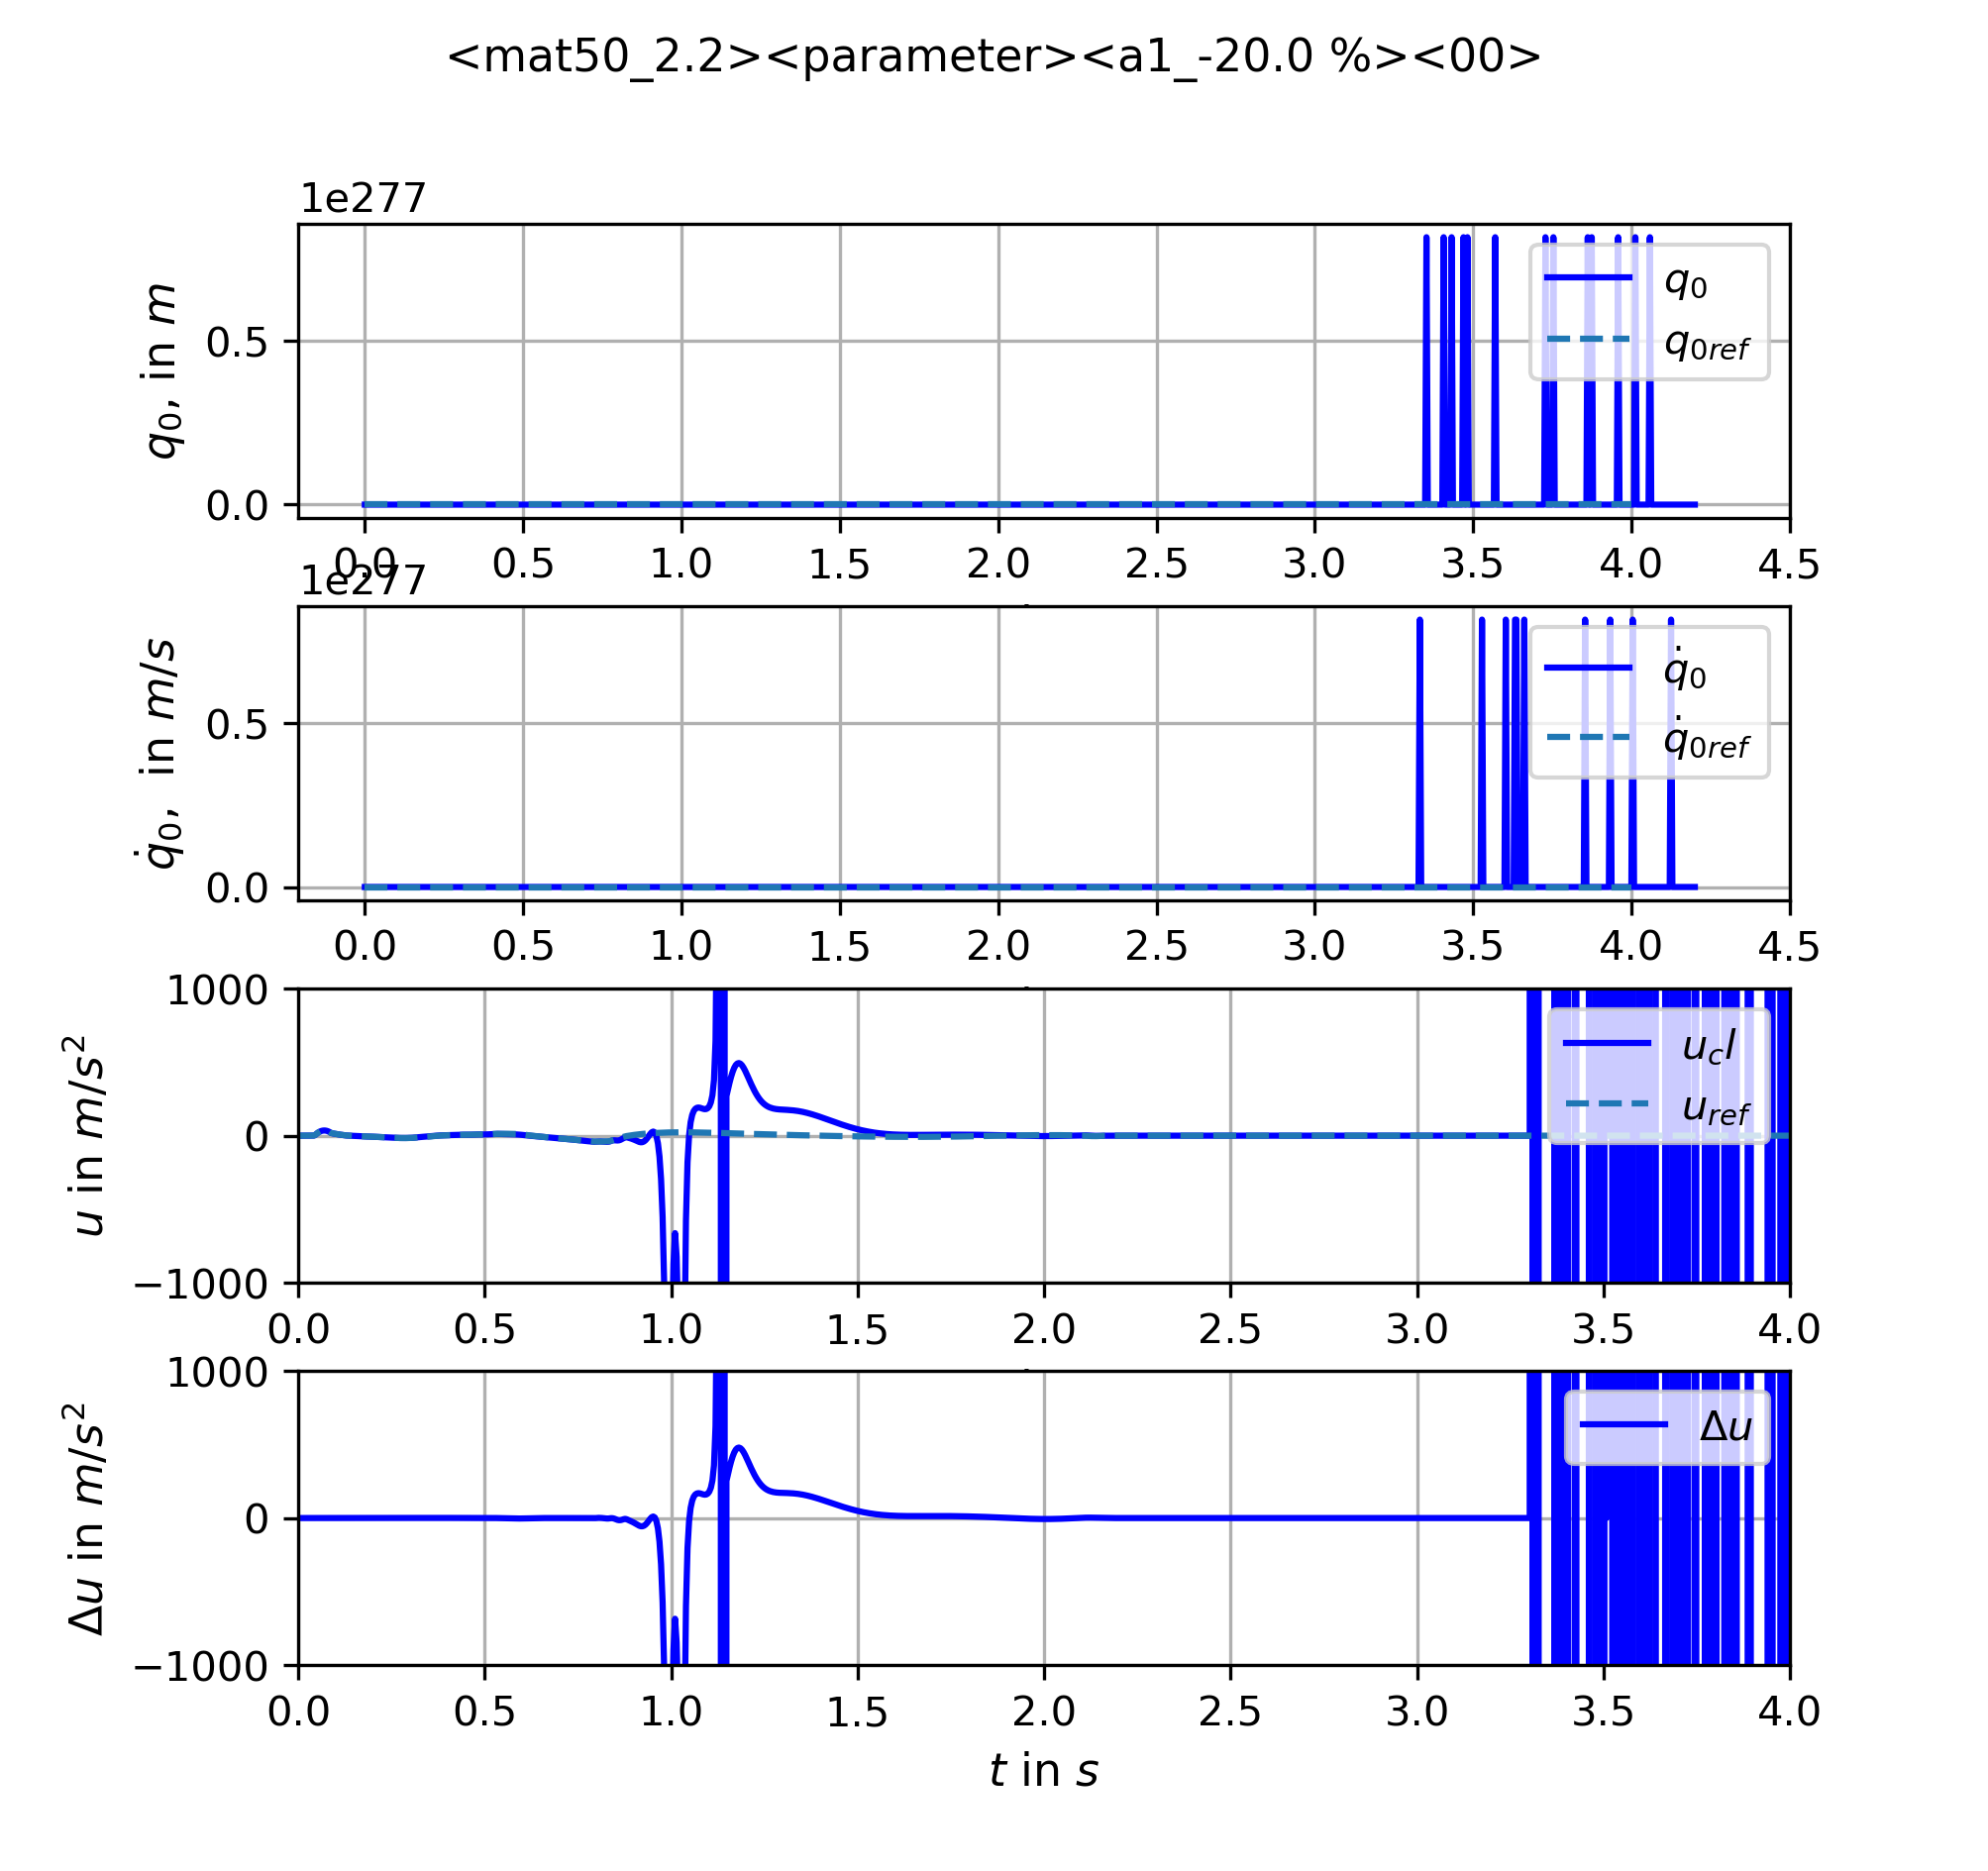 <mat50_2.2><parameter><a1_-20.0 %><00>
1e277
q₀, in m
0.5
0.0
q₀
q₀ref
0.0 0.5 1.0 1.5 2.0 2.5 3.0 3.5 4.0 4.5
1e277
q̇₀, in m/s
0.5
0.0
q̇₀
q̇₀ref
0.0 0.5 1.0 1.5 2.0 2.5 3.0 3.5 4.0 4.5
u in m/s²
1000
0
−1000
u_cl
u_ref
0.0 0.5 1.0 1.5 2.0 2.5 3.0 3.5 4.0
Δu in m/s²
1000
0
−1000
Δu
0.0 0.5 1.0 1.5 2.0 2.5 3.0 3.5 4.0
t in s